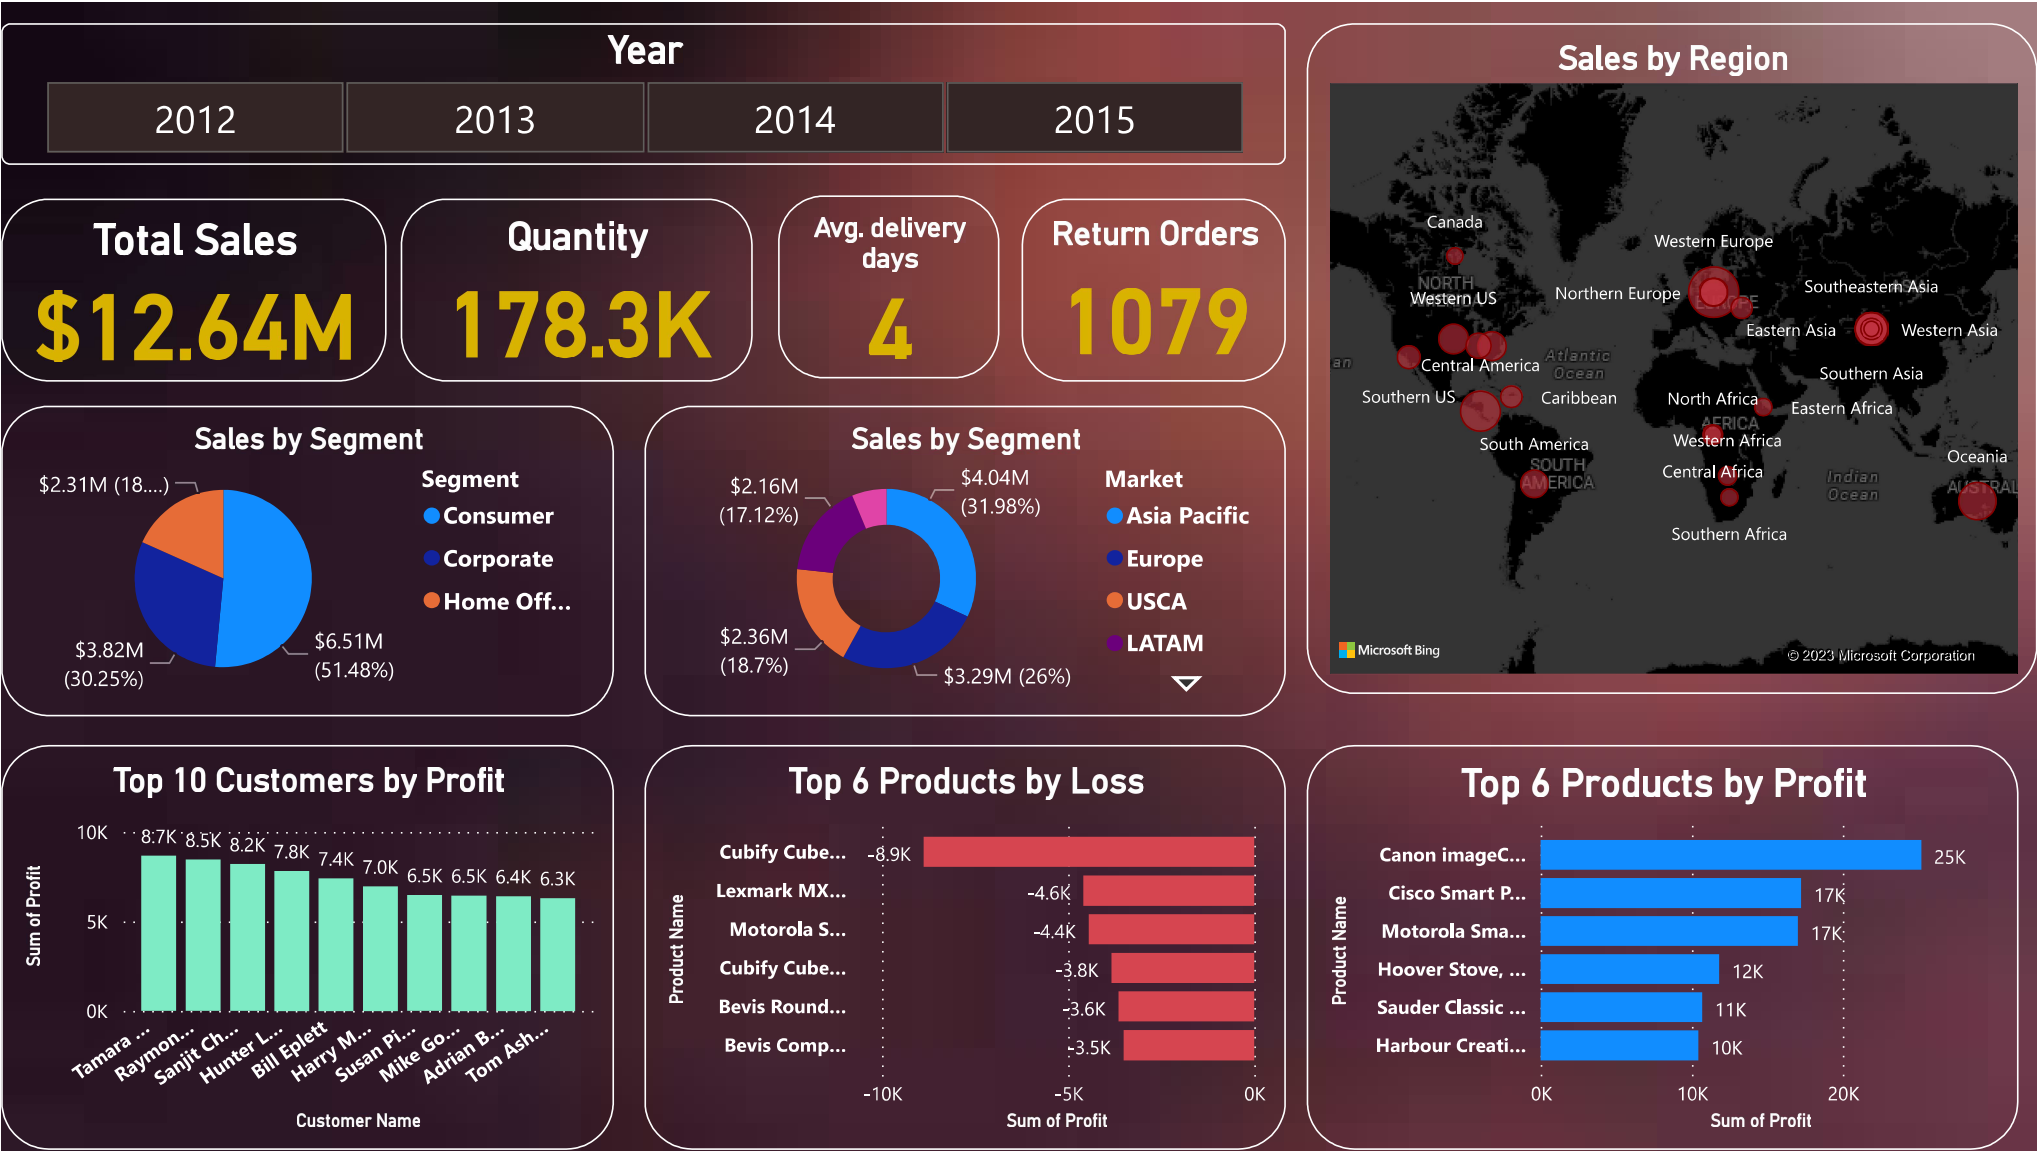 Year
2012
2013
2014
2015
Total Sales
$12.64M
Quantity
178.3K
Avg. delivery
days
4
Return Orders
1079
Sales by Region
Canada
NORTH
Western US
Western Europe
Northern Europe
EUROPE
Southeastern Asia
Eastern Asia
Western Asia
Central America
Atlantic
Ocean
an
Southern Asia
Southern US
Caribbean
North Africa
Eastern Africa
AFRICA
Western Africa
South America
SOUTH
AMERICA
Central Africa
Indian
Ocean
Oceania
AUSTRAL
Southern Africa
Microsoft Bing
© 2023 Microsoft Corporation
Sales by Segment
$2.31M (18....)
$3.82M
(30.25%)
$6.51M
(51.48%)
Segment
Consumer
Corporate
Home Off...
Sales by Segment
$2.16M
(17.12%)
$4.04M
(31.98%)
$2.36M
(18.7%)
$3.29M (26%)
Market
Asia Pacific
Europe
USCA
LATAM
Top 10 Customers by Profit
Sum of Profit
10K
5K
0K
8.7K
8.5K
8.2K
7.8K
7.4K
7.0K
6.5K
6.5K
6.4K
6.3K
Tamara ...
Raymon...
Sanjit Ch...
Hunter L...
Bill Eplett
Harry M...
Susan Pi...
Mike Go...
Adrian B...
Tom Ash...
Customer Name
Top 6 Products by Loss
Product Name
Cubify Cube...
-8.9K
Lexmark MX...
-4.6K
Motorola S...
-4.4K
Cubify Cube...
-3.8K
Bevis Round...
-3.6K
Bevis Comp...
-3.5K
-10K
-5K
0K
Sum of Profit
Top 6 Products by Profit
Product Name
Canon imageC...
25K
Cisco Smart P...
17K
Motorola Sma...
17K
Hoover Stove, ...
12K
Sauder Classic ...
11K
Harbour Creati...
10K
0K
10K
20K
Sum of Profit